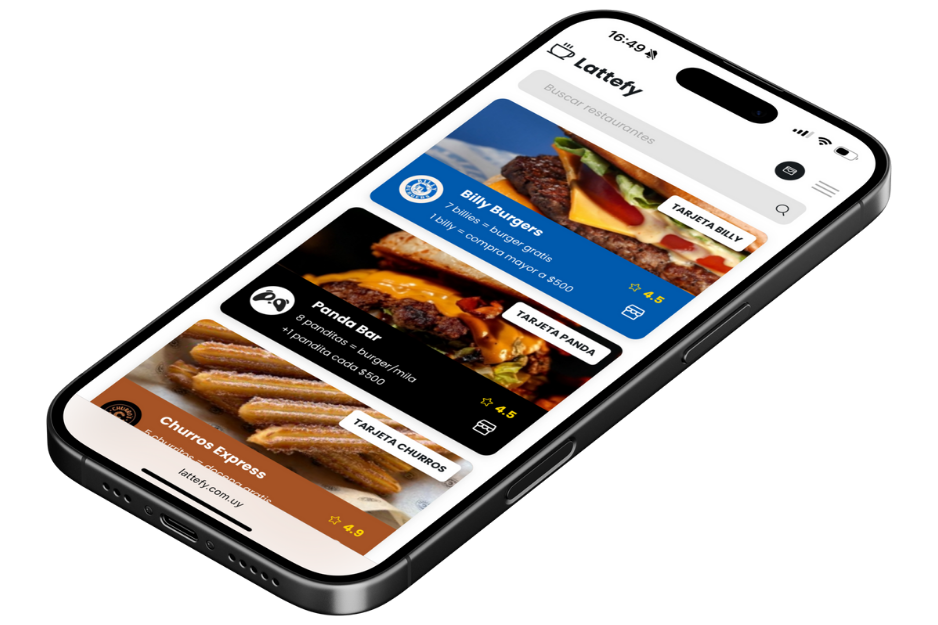 16:49
Lattefy
Buscar restaurantes
TARJETA BILLY
Billy Burgers
7 billies = burger gratis
1 billy = compra mayor a $500
4.5
TARJETA PANDA
Panda Bar
8 panditas = burger/mila
+1 pandita cada $500
4.5
TARJETA CHURROS
Churros Express
5 churritos = docena gratis
4.9
lattefy.com.uy